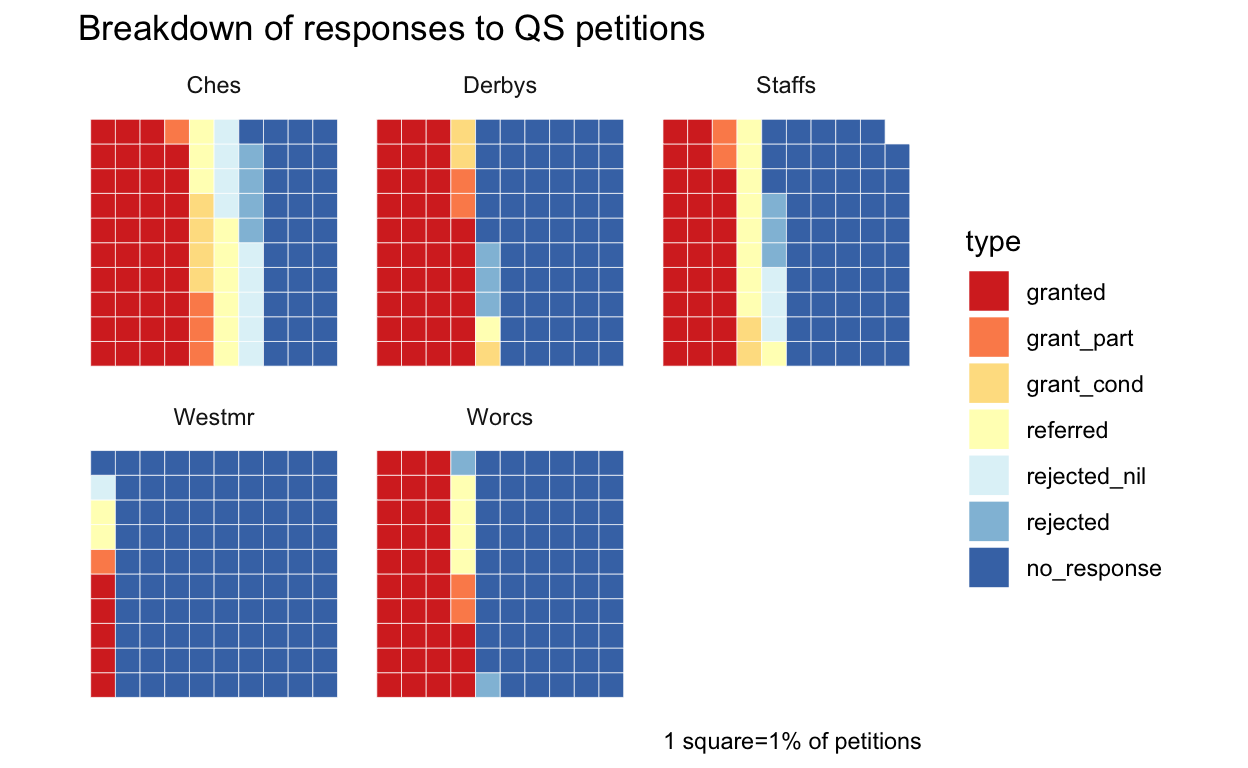 Breakdown of responses to QS petitions
Ches
Derbys
Staffs
Westmr
Worcs
type
granted
grant_part
grant_cond
referred
rejected_nil
rejected
no_response
1 square=1% of petitions